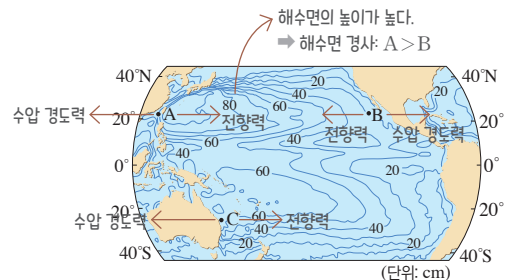 해수면의 높이가 높다.
➡ 해수면 경사: A>B
40°N 20 40°N
80 60 40 20
수압 경도력 A 전향력 전향력 B 수압 경도력
20° 20°
40 60 40
0° 60 20 0°
20° 20°
수압 경도력 C 60 전향력
40 40
40°S 20 40°S
(단위: cm)